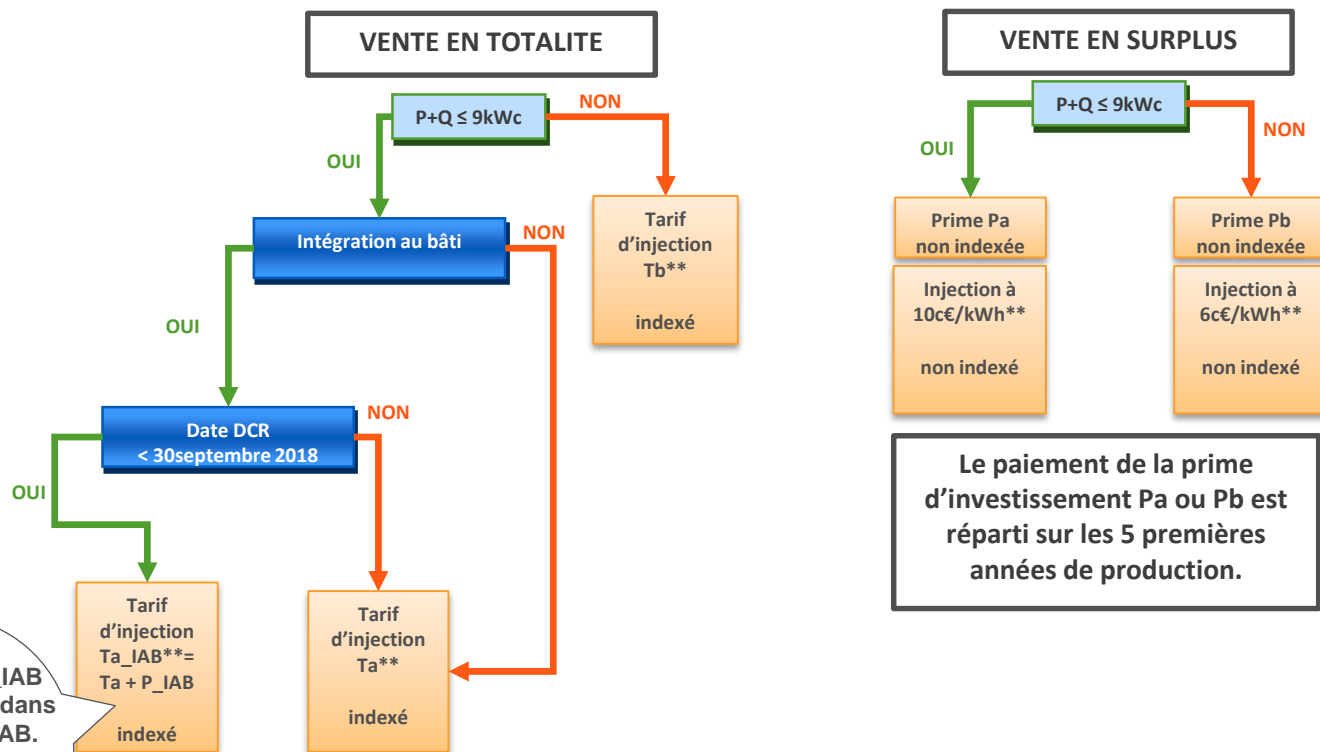 VENTE EN TOTALITE
P+Q ≤ 9kWc
NON
OUI
Tarif
d'injection
Tb**
indexé
Intégration au bâti
NON
OUI
Date DCR
< 30septembre 2018
NON
OUI
Tarif
d'injection
Ta_IAB**=
Ta + P_IAB
indexé
Tarif
d'injection
Ta**
indexé
_IAB
dans
AB.
VENTE EN SURPLUS
P+Q ≤ 9kWc
NON
OUI
Prime Pa
non indexée
Injection à
10c€/kWh**
non indexé
Prime Pb
non indexée
Injection à
6c€/kWh**
non indexé
Le paiement de la prime
d'investissement Pa ou Pb est
réparti sur les 5 premières
années de production.